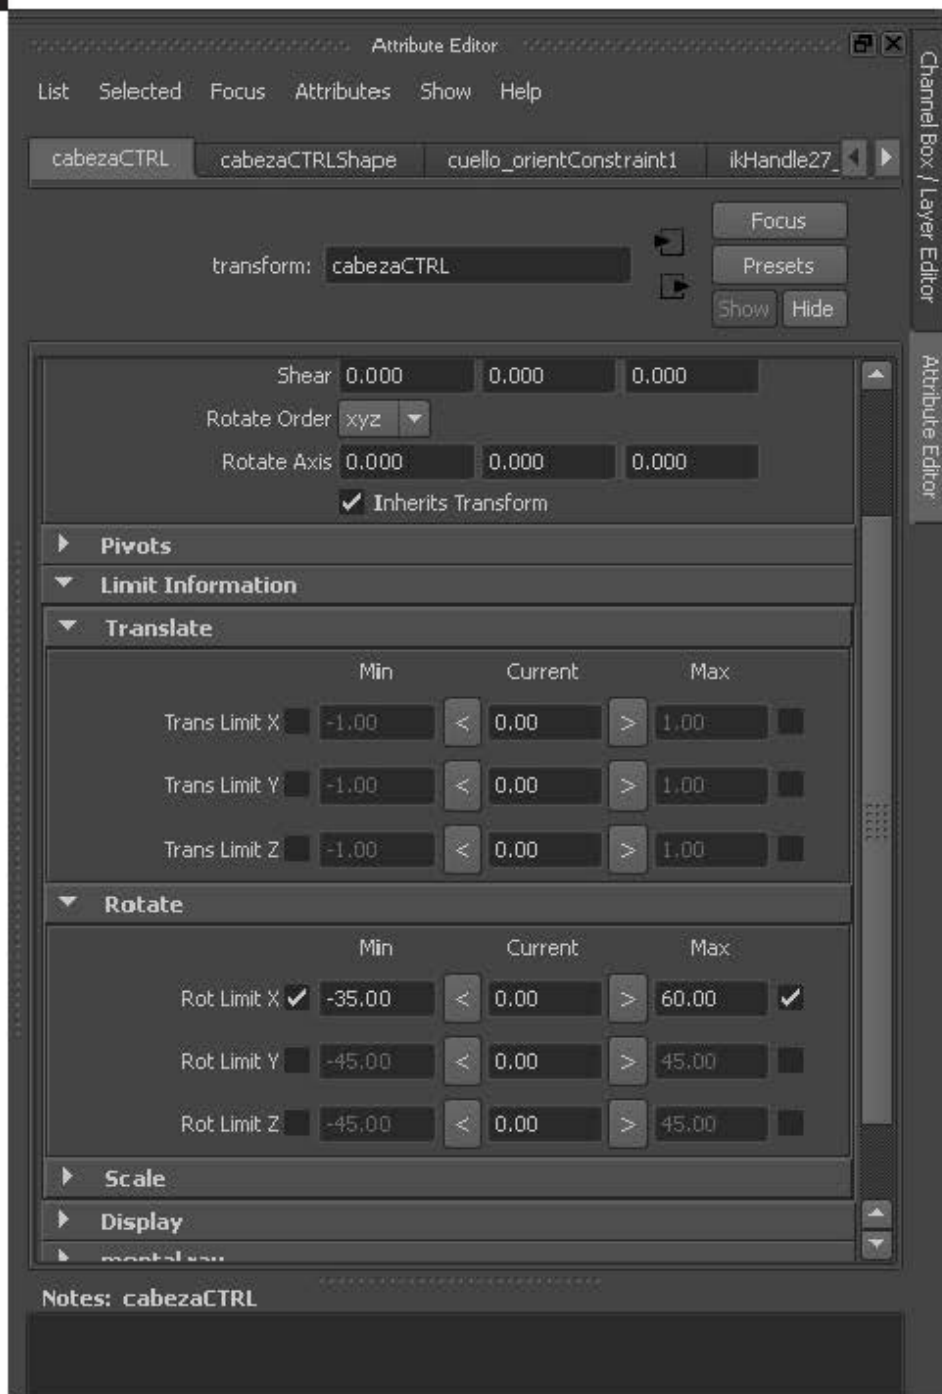 Attribute Editor
List Selected Focus Attributes Show Help
cabezaCTRL cabezaCTRLShape cuello_orientConstraint1 ikHandle27_
Focus
transform: cabezaCTRL
Presets
Show Hide
Shear 0.000 0.000 0.000
Rotate Order xyz
Rotate Axis 0.000 0.000 0.000
Inherits Transform
Pivots
Limit Information
Translate
Min Current Max
Trans Limit X -1.00 < 0.00 > 1.00
Trans Limit Y -1.00 < 0.00 > 1.00
Trans Limit Z -1.00 < 0.00 > 1.00
Rotate
Min Current Max
Rot Limit X -35.00 < 0.00 > 60.00
Rot Limit Y -45.00 < 0.00 > 45.00
Rot Limit Z -45.00 < 0.00 > 45.00
Scale
Display
mental ray
Notes: cabezaCTRL
Channel Box / Layer Editor
Attribute Editor